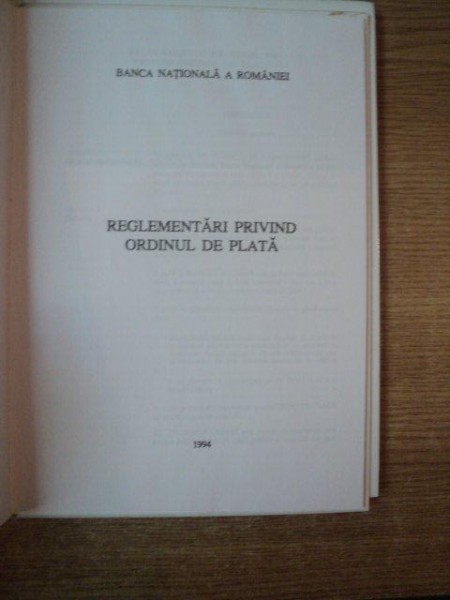 BANCA NAȚIONALĂ A ROMÂNIEI
REGLEMENTĂRI PRIVIND
ORDINUL DE PLATĂ
1994